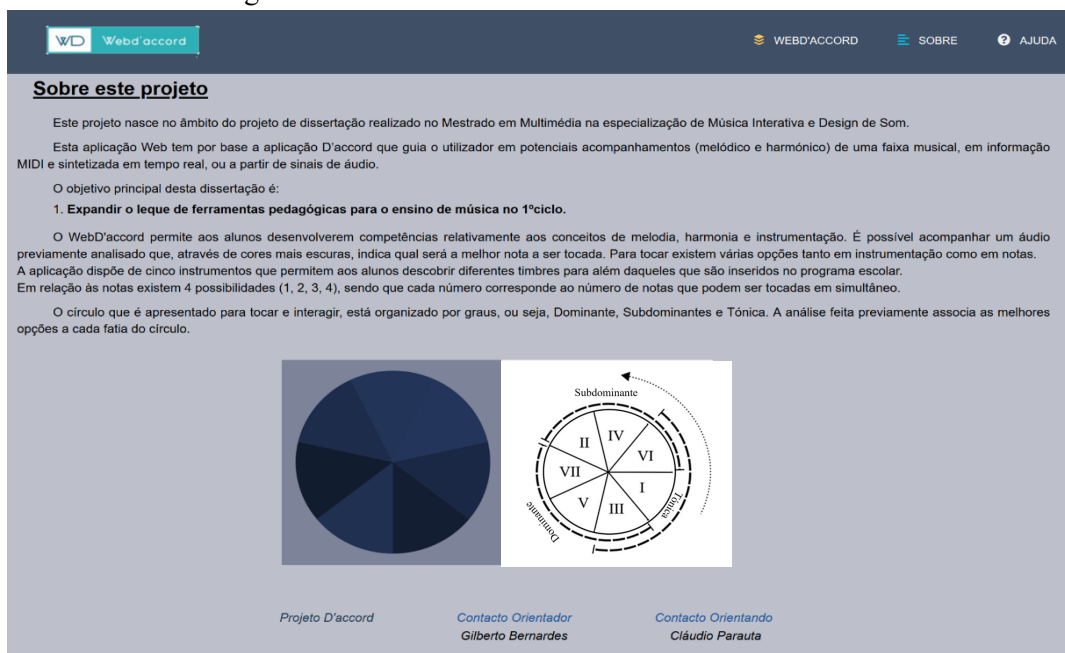 WD Webd'accord
WEBD'ACCORD SOBRE AJUDA
Sobre este projeto
Este projeto nasce no âmbito do projeto de dissertação realizado no Mestrado em Multimédia na especialização de Música Interativa e Design de Som.
Esta aplicação Web tem por base a aplicação D'accord que guia o utilizador em potenciais acompanhamentos (melódico e harmónico) de uma faixa musical, em informação
MIDI e sintetizada em tempo real, ou a partir de sinais de áudio.
O objetivo principal desta dissertação é:
1. Expandir o leque de ferramentas pedagógicas para o ensino de música no 1ºciclo.
O WebD'accord permite aos alunos desenvolverem competências relativamente aos conceitos de melodia, harmonia e instrumentação. É possível acompanhar um áudio
previamente analisado que, através de cores mais escuras, indica qual será a melhor nota a ser tocada. Para tocar existem várias opções tanto em instrumentação como em notas.
A aplicação dispõe de cinco instrumentos que permitem aos alunos descobrir diferentes timbres para além daqueles que são inseridos no programa escolar.
Em relação às notas existem 4 possibilidades (1, 2, 3, 4), sendo que cada número corresponde ao número de notas que podem ser tocadas em simultâneo.
O círculo que é apresentado para tocar e interagir, está organizado por graus, ou seja, Dominante, Subdominantes e Tónica. A análise feita previamente associa as melhores
opções a cada fatia do círculo.
Subdominante
II IV
VI
VII
I
V
III
Tónica
Dominante
Projeto D'accord Contacto Orientador Contacto Orientando
Gilberto Bernardes Cláudio Parauta